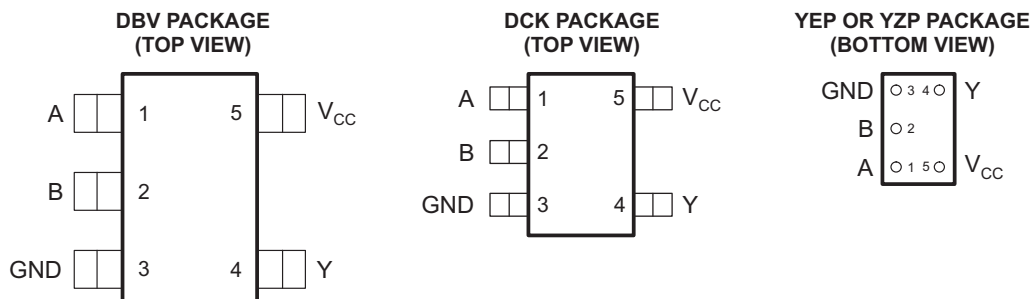 DBV PACKAGE
(TOP VIEW)
A 1 5 VCC
B 2
GND 3 4 Y
DCK PACKAGE
(TOP VIEW)
A 1 5 VCC
B 2
GND 3 4 Y
YEP OR YZP PACKAGE
(BOTTOM VIEW)
GND 3 4 Y
B 2
A 1 5 VCC